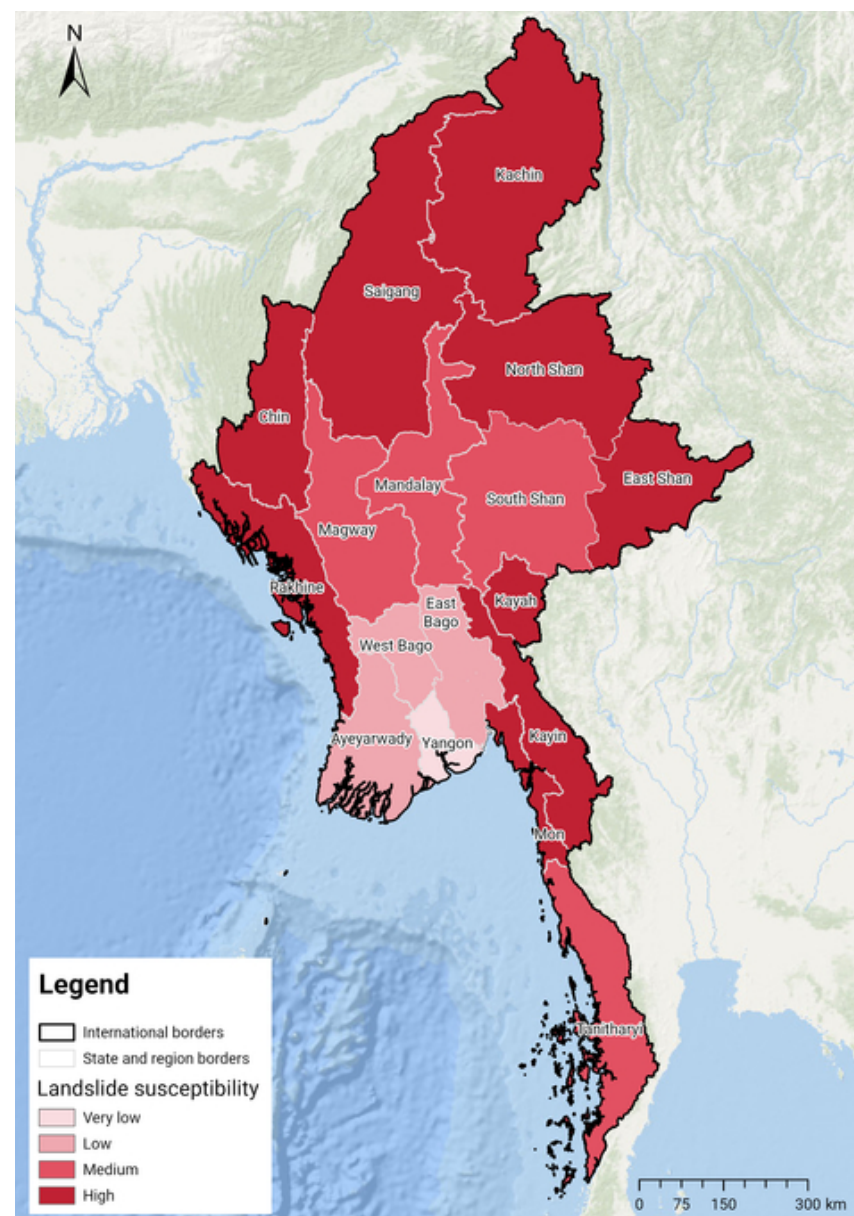 N
Kachin
Saigang
North Shan
Chin
East Shan
Mandalay
South Shan
Magway
Rakhine
Kayah
East
Bago
West Bago
Ayeyarwady
Yangon
Kayin
Mon
Tanitharyi
Legend
International borders
State and region borders
Landslide susceptibility
Very low
Low
Medium
High
0 75 150 300 km